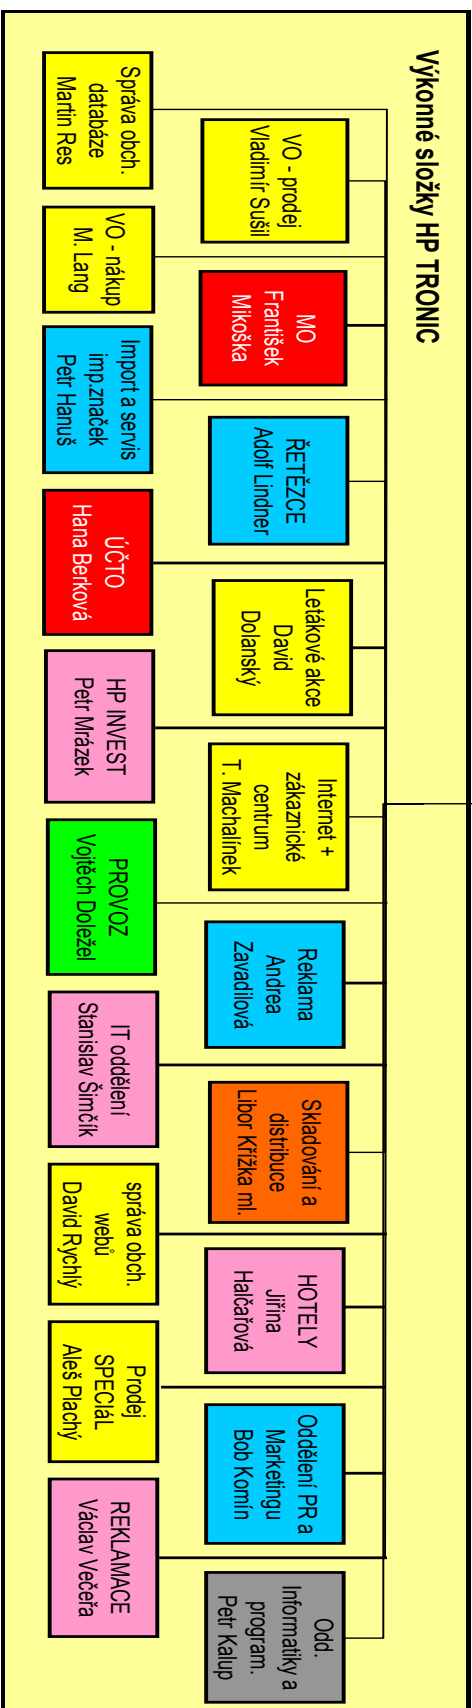 Výkonné složky HP TRONIC
VO - prodej
Vladimír Sušil
MO
František
Mikoška
ŘETĚZCE
Adolf Lindner
Letákové akce
David
Dolanský
Internet +
zákaznické
centrum
T. Machalínek
Reklama
Andrea
Zavadilová
Skladování a
distribuce
Libor Křížka ml.
HOTELY
Jiřina
Halčařová
Oddělení PR a
Marketingu
Bob Komín
Odd.
Informatiky a
program.
Petr Kalup
Správa obch.
databáze
Martin Res
VO - nákup
M. Lang
Import a servis
imp.značek
Petr Hanuš
ÚČTO
Hana Berková
HP INVEST
Petr Mrázek
PROVOZ
Vojtěch Doležel
IT oddělení
Stanislav Šimčík
správa obch.
webů
David Rychlý
Prodej
SPECIÁL
Aleš Plachý
REKLAMACE
Václav Večeřa